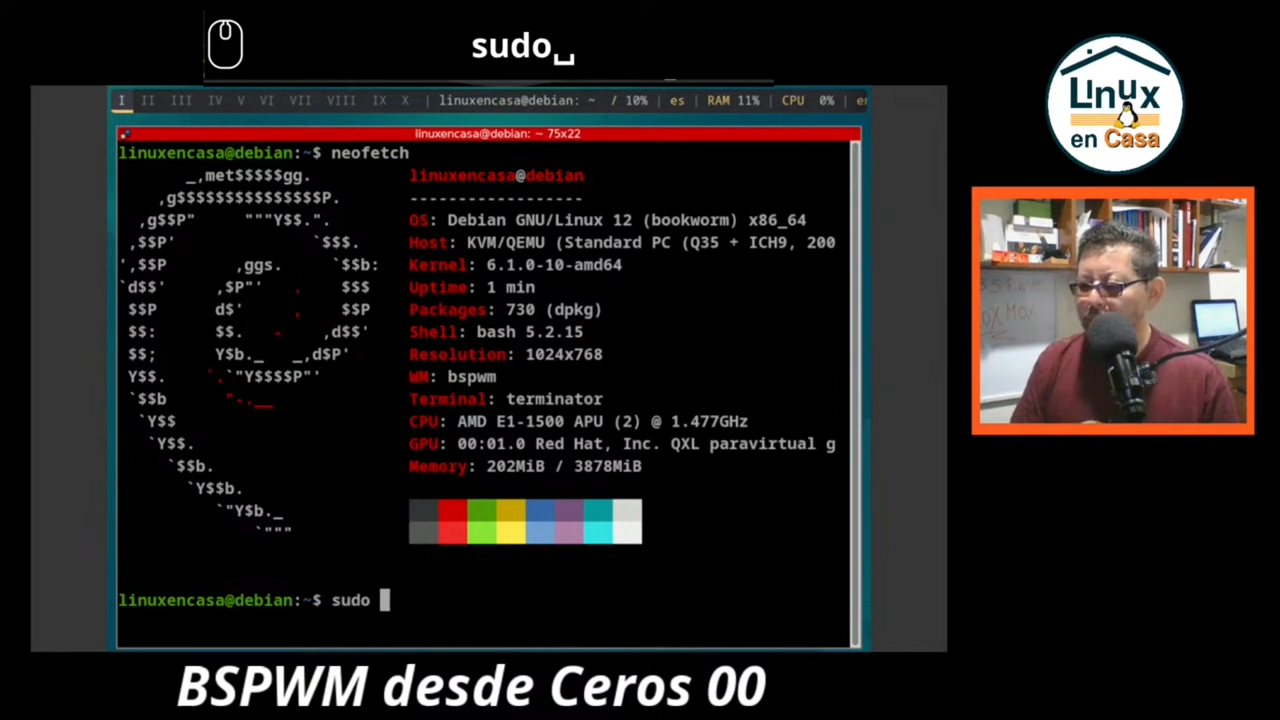 sudo␣
I II III IV V VI VII VIII IX X | linuxencasa@debian: ~ / 10% | es | RAM 11% | CPU 0% | en
linuxencasa@debian: ~ 75x22
linuxencasa@debian:~$ neofetch
_,met$$$$$gg. linuxencasa@debian
,g$$$$$$$$$$$$$$$P. ------------------
,g$$P" """Y$$.". OS: Debian GNU/Linux 12 (bookworm) x86_64
,$$P' `$$$. Host: KVM/QEMU (Standard PC (Q35 + ICH9, 200
',$$P ,ggs. `$$b: Kernel: 6.1.0-10-amd64
`d$$' ,$P"' . $$$ Uptime: 1 min
$$P d$' , $$P Packages: 730 (dpkg)
$$: $$. - ,d$$' Shell: bash 5.2.15
$$; Y$b._ _,d$P' Resolution: 1024x768
Y$$. `.`"Y$$$$P"' WM: bspwm
`$$b "-.__ Terminal: terminator
`Y$$ CPU: AMD E1-1500 APU (2) @ 1.477GHz
`Y$$. GPU: 00:01.0 Red Hat, Inc. QXL paravirtual g
`$$b. Memory: 202MiB / 3878MiB
`Y$$b.
`"Y$b._
`"""
linuxencasa@debian:~$ sudo
Linux
en Casa
BSPWM desde Ceros 00